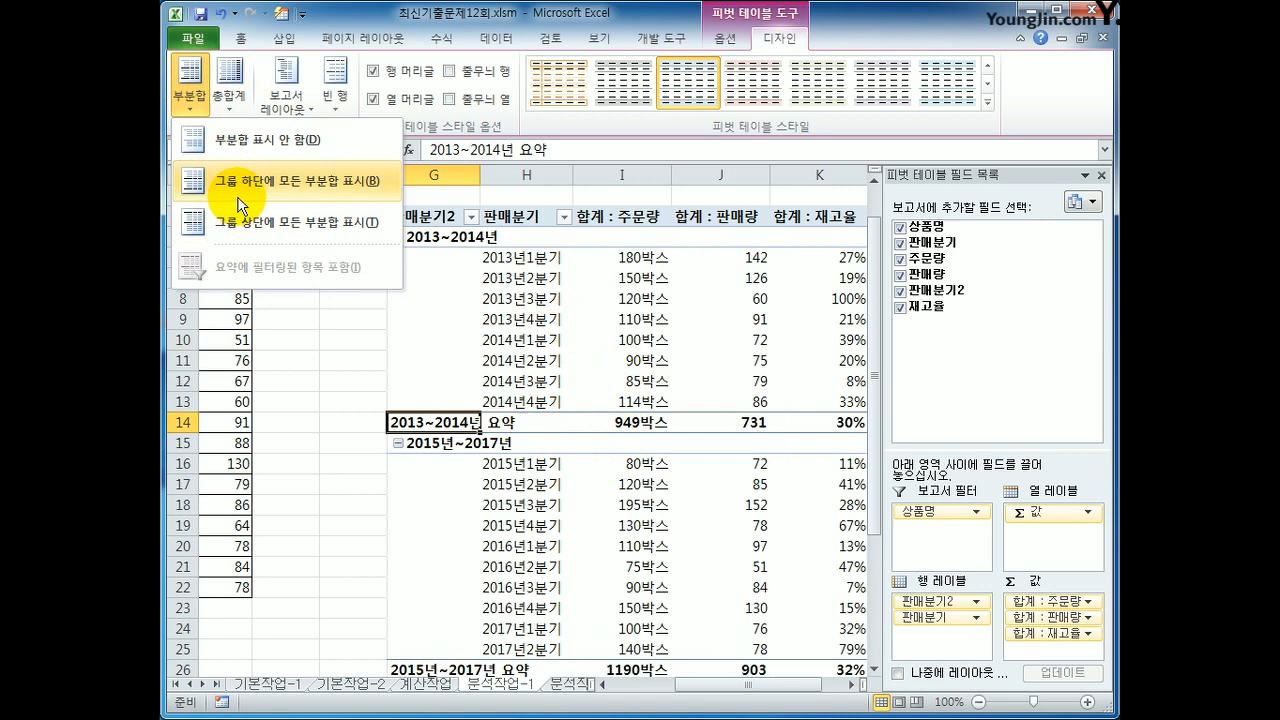 최신기출문제12회.xlsm - Microsoft Excel
피벗 테이블 도구
YoungJin.com Y.
파일 홈 삽입 페이지 레이아웃 수식 데이터 검토 보기 개발 도구 옵션 디자인
부분합 총합계 보고서 레이아웃 빈 행
행 머리글 줄무늬 행
열 머리글 줄무늬 열
테이블 스타일 옵션 피벗 테이블 스타일
부분합 표시 안 함(D)
그룹 하단에 모든 부분합 표시(B)
그룹 상단에 모든 부분합 표시(T)
요약에 필터링된 항목 포함(I)
fx 2013~2014년 요약
G H I J K
매분기2 판매분기 합계 : 주문량 합계 : 판매량 합계 : 재고율
2013~2014년
2013년1분기 180박스 142 27%
2013년2분기 150박스 126 19%
8 85 2013년3분기 120박스 60 100%
9 97 2013년4분기 110박스 91 21%
10 51 2014년1분기 100박스 72 39%
11 76 2014년2분기 90박스 75 20%
12 67 2014년3분기 85박스 79 8%
13 60 2014년4분기 114박스 86 33%
14 91 2013~2014년 요약 949박스 731 30%
15 88 2015년~2017년
16 130 2015년1분기 80박스 72 11%
17 79 2015년2분기 120박스 85 41%
18 86 2015년3분기 195박스 152 28%
19 64 2015년4분기 130박스 78 67%
20 78 2016년1분기 110박스 97 13%
21 84 2016년2분기 75박스 51 47%
22 78 2016년3분기 90박스 84 7%
23 2016년4분기 150박스 130 15%
24 2017년1분기 100박스 76 32%
25 2017년2분기 140박스 78 79%
26 2015년~2017년 요약 1190박스 903 32%
기본작업-1 기본작업-2 계산작업 분석작업-1 분석작
준비 100%
피벗 테이블 필드 목록
보고서에 추가할 필드 선택:
상품명
판매분기
주문량
판매량
판매분기2
재고율
아래 영역 사이에 필드를 끌어
놓으십시오.
보고서 필터 열 레이블
상품명 Σ 값
행 레이블 Σ 값
판매분기2 합계 : 주문량
판매분기 합계 : 판매량
합계 : 재고율
나중에 레이아웃 ... 업데이트